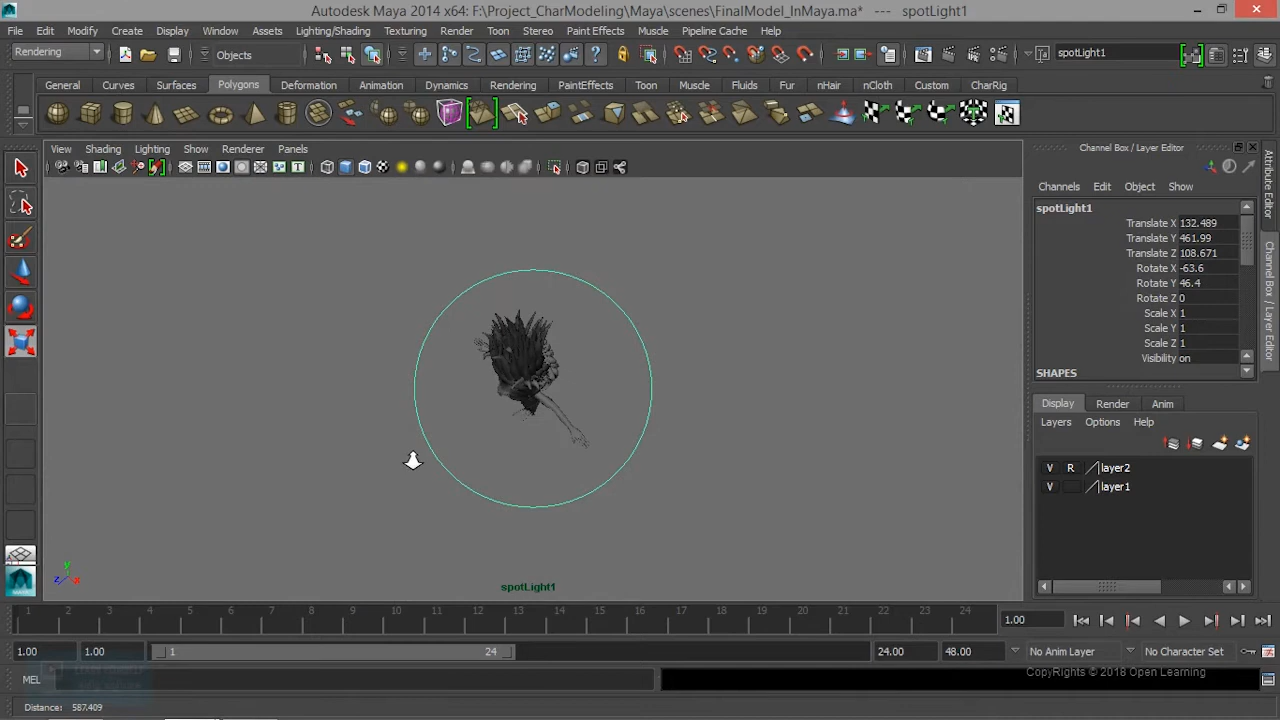 Autodesk Maya 2014 x64: F:\Project_CharModeling\Maya\scenes\FinalModel_InMaya.ma* --- spotLight1
File Edit Modify Create Display Window Assets Lighting/Shading Texturing Render Toon Stereo Paint Effects Muscle Pipeline Cache Help
Rendering Objects spotLight1
General Curves Surfaces Polygons Deformation Animation Dynamics Rendering PaintEffects Toon Muscle Fluids Fur nHair nCloth Custom CharRig
View Shading Lighting Show Renderer Panels
Channel Box / Layer Editor
Channels Edit Object Show
spotLight1
Translate X 132.489
Translate Y 461.99
Translate Z 108.671
Rotate X -63.6
Rotate Y 46.4
Rotate Z 0
Scale X 1
Scale Y 1
Scale Z 1
Visibility on
SHAPES
Attribute Editor
Channel Box / Layer Editor
Display Render Anim
Layers Options Help
V R layer2
V layer1
y
z x
spotLight1
1 2 3 4 5 6 7 8 9 10 11 12 13 14 15 16 17 18 19 20 21 22 23 24
1.00
1.00 1.00 1 24 24.00 48.00 No Anim Layer No Character Set
CopyRights © 2018 Open Learning
MEL
Distance: 587.409